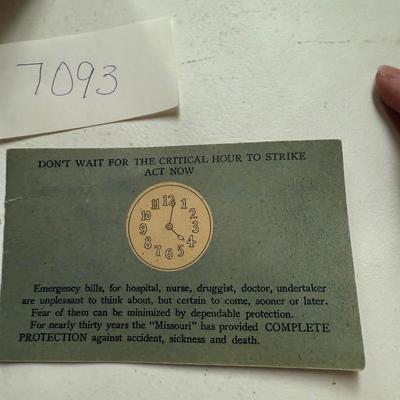 7093
DON'T WAIT FOR THE CRITICAL HOUR TO STRIKE
ACT NOW
12
11 1
10 2
9 3
8 4
7 5
6
Emergency bills, for hospital, nurse, druggist, doctor, undertaker
are unpleasant to think about, but certain to come, sooner or later.
Fear of them can be minimized by dependable protection.
For nearly thirty years the "Missouri" has provided COMPLETE
PROTECTION against accident, sickness and death.